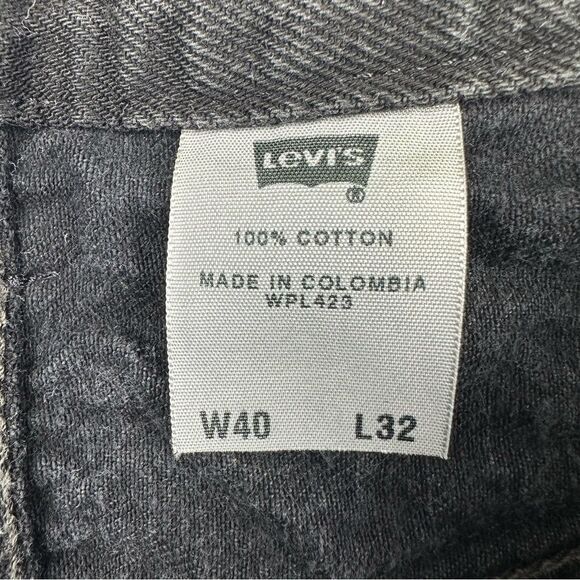 LEVI'S
®
100% COTTON
MADE IN COLOMBIA
WPL423
W40 L32